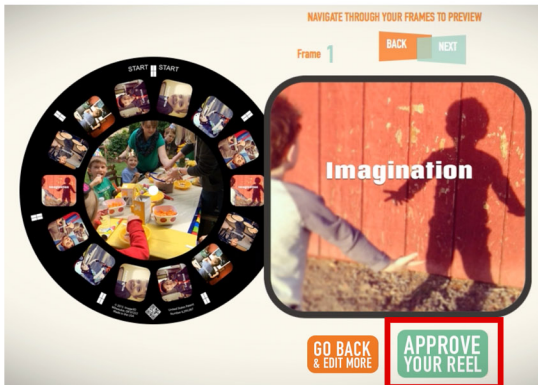 NAVIGATE THROUGH YOUR FRAMES TO PREVIEW
Frame 1
BACK
NEXT
START START
Imagination
GO BACK
& EDIT MORE
APPROVE
YOUR REEL